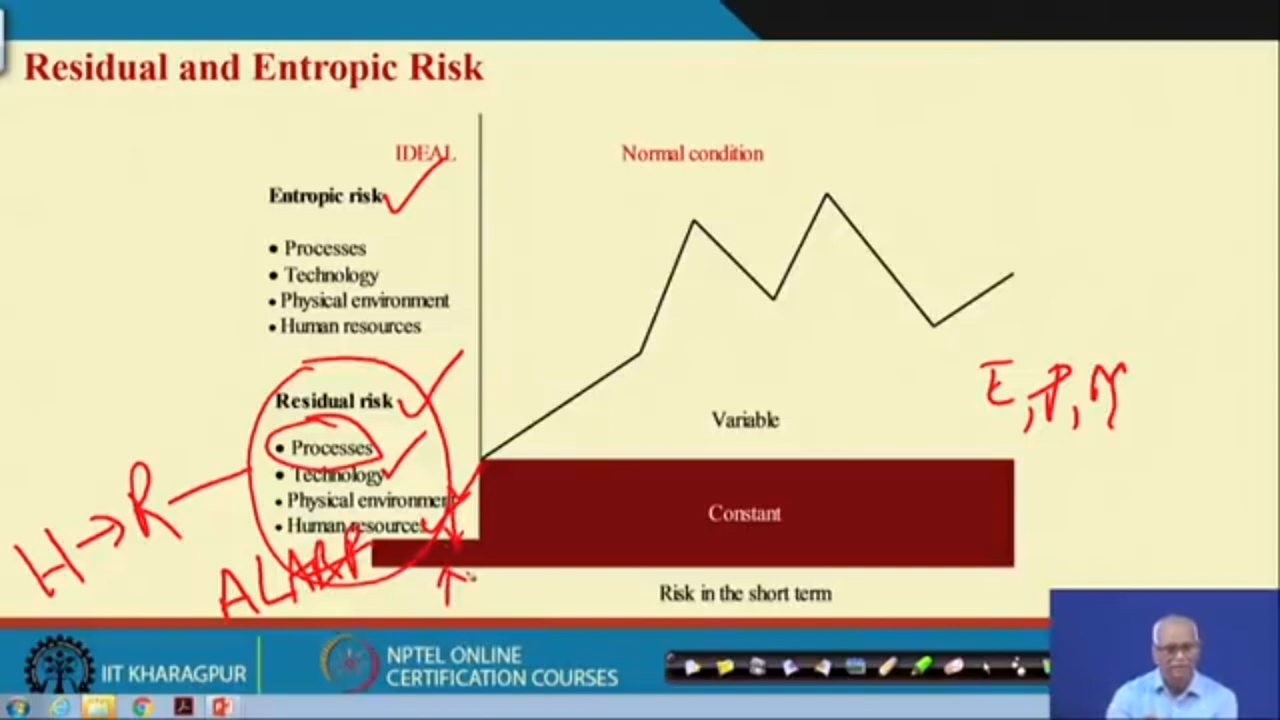 Residual and Entropic Risk
IDEAL
Normal condition
Entropic risk
• Processes
• Technology
• Physical environment
• Human resources
Residual risk
• Processes
• Technology
• Physical environment
• Human resources
Variable
Constant
Risk in the short term
H→R
ALARP
E, P, M
IIT KHARAGPUR
NPTEL ONLINE
CERTIFICATION COURSES